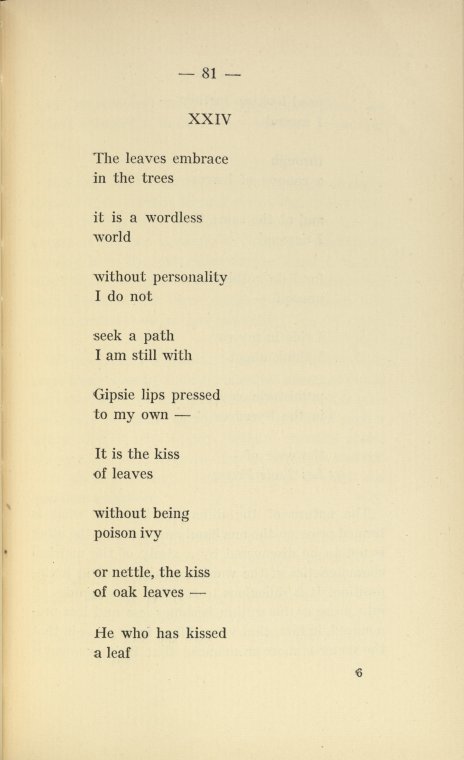 — 81 —
XXIV
The leaves embrace
in the trees
it is a wordless
world
without personality
I do not
seek a path
I am still with
Gipsie lips pressed
to my own —
It is the kiss
of leaves
without being
poison ivy
or nettle, the kiss
of oak leaves —
He who has kissed
a leaf
6